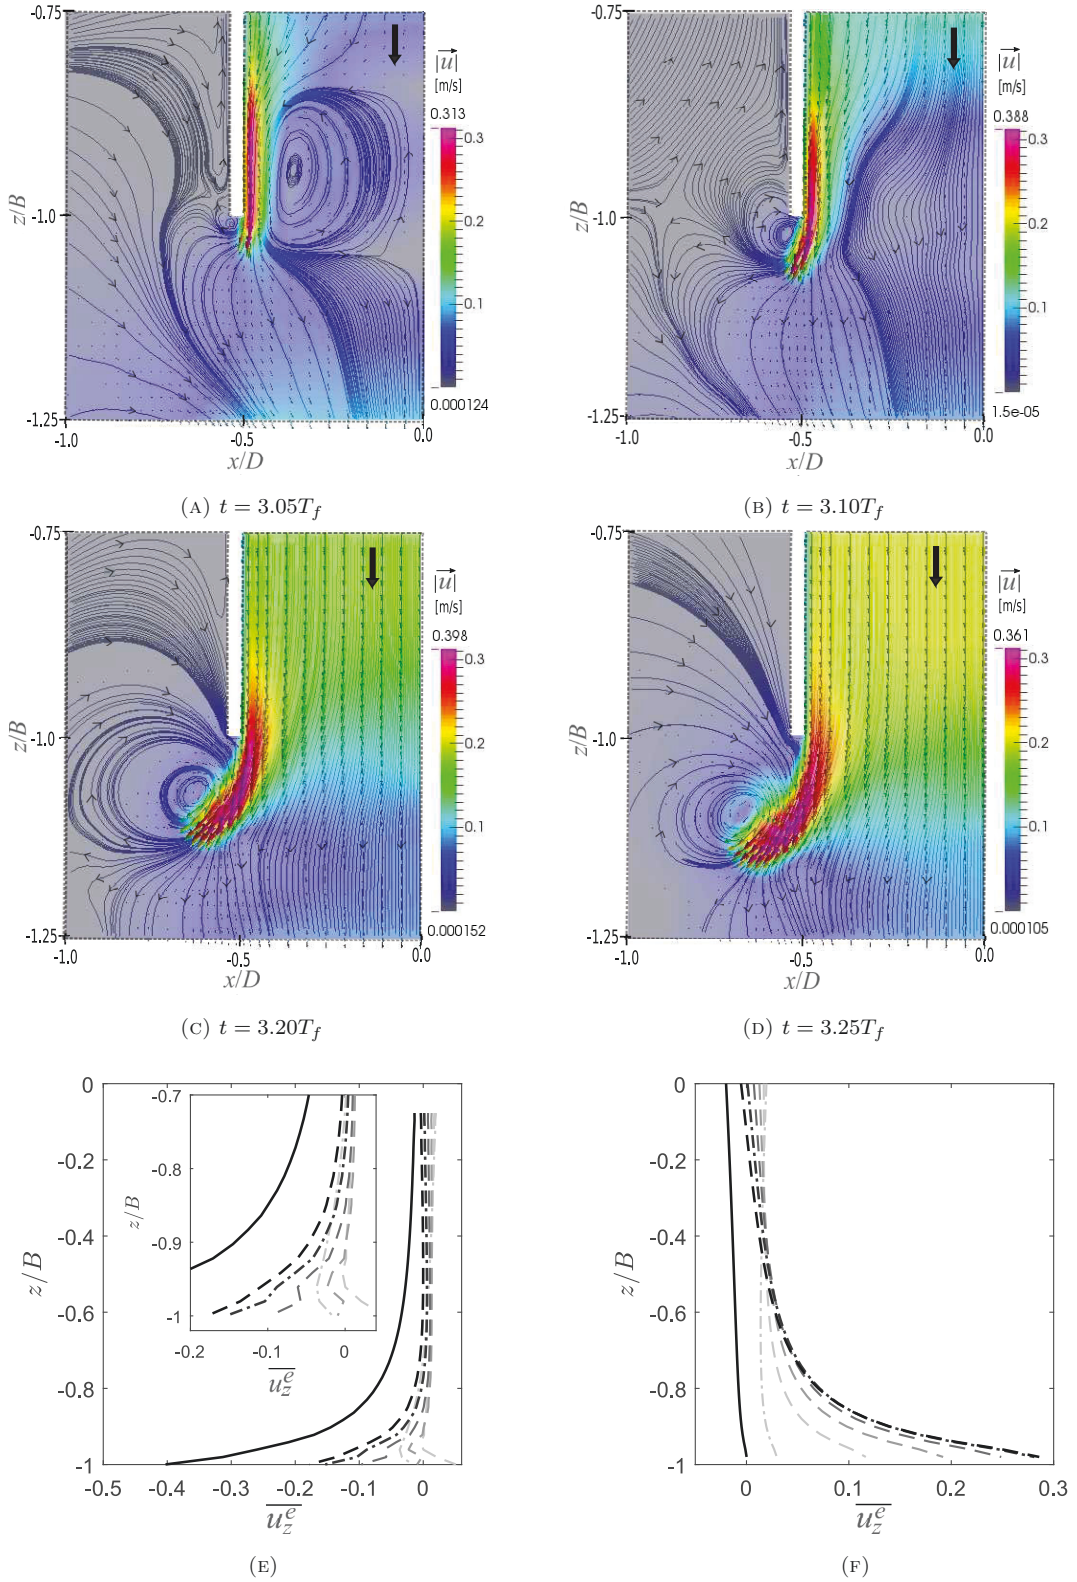 -0.75
z/B
-1.0
-1.25
-1.0
-0.5
0.0
x/D
|u|
[m/s]
0.313
0.3
0.2
0.1
0.000124
(A) t = 3.05T_f
-0.75
z/B
-1.0
-1.25
-1.0
-0.5
0.0
x/D
|u|
[m/s]
0.388
0.3
0.2
0.1
1.5e-05
(B) t = 3.10T_f
-0.75
z/B
-1.0
-1.25
-1.0
-0.5
0.0
x/D
|u|
[m/s]
0.398
0.3
0.2
0.1
0.000152
(C) t = 3.20T_f
-0.75
z/B
-1.0
-1.25
-1.0
-0.5
0.0
x/D
|u|
[m/s]
0.361
0.3
0.2
0.1
0.000105
(D) t = 3.25T_f
0
-0.2
-0.4
-0.6
-0.8
-1
z/B
-0.5 -0.4 -0.3 -0.2 -0.1 0
u_z^e
-0.7
-0.8
-0.9
-1
z/B
-0.2 -0.1 0
u_z^e
(E)
0
-0.2
-0.4
-0.6
-0.8
-1
z/B
0 0.1 0.2 0.3
u_z^e
(F)